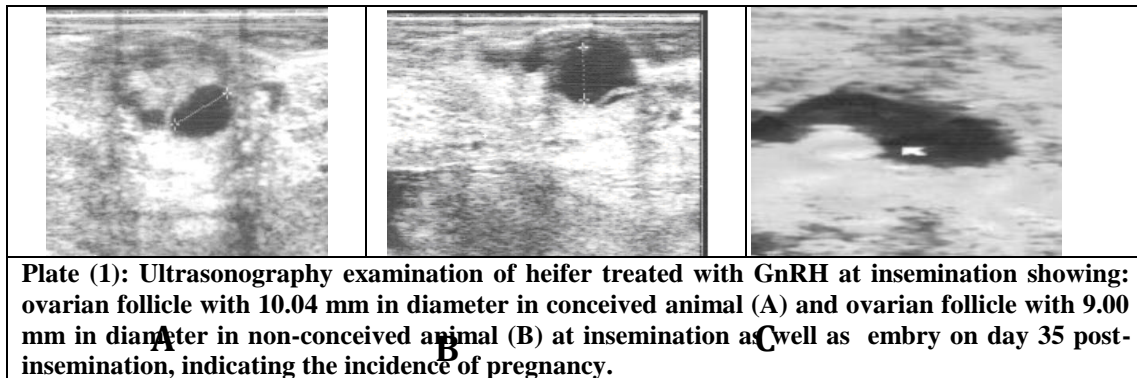 Plate (1): Ultrasonography examination of heifer treated with GnRH at insemination showing:
ovarian follicle with 10.04 mm in diameter in conceived animal (A) and ovarian follicle with 9.00
mm in diameter in non-conceived animal (B) at insemination as well as embry on day 35 post-
insemination, indicating the incidence of pregnancy.
A
B
C